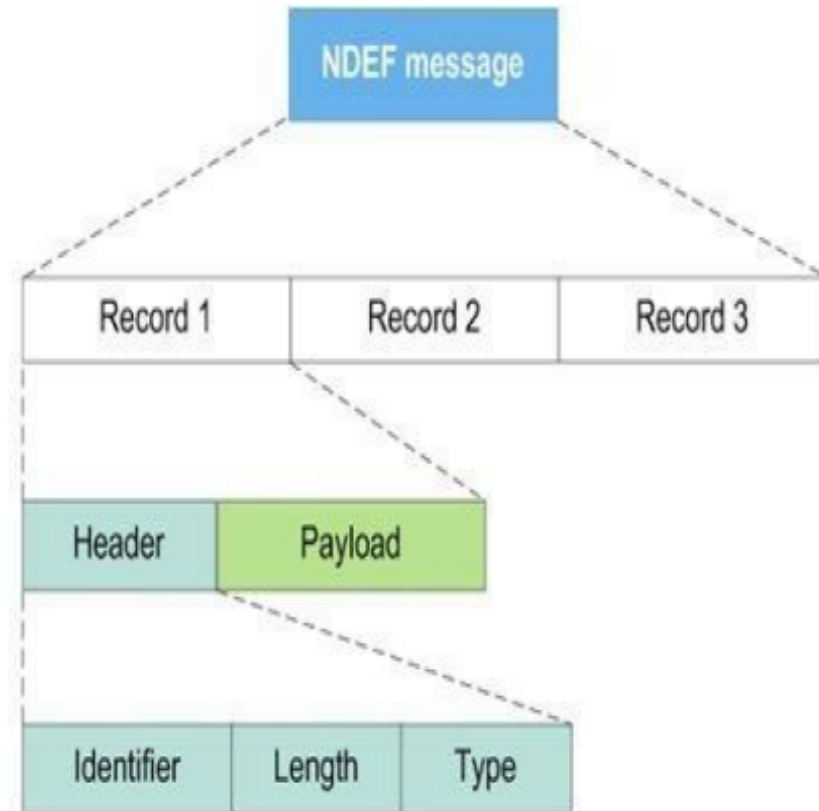 NDEF message
Record 1 Record 2 Record 3
Header Payload
Identifier Length Type